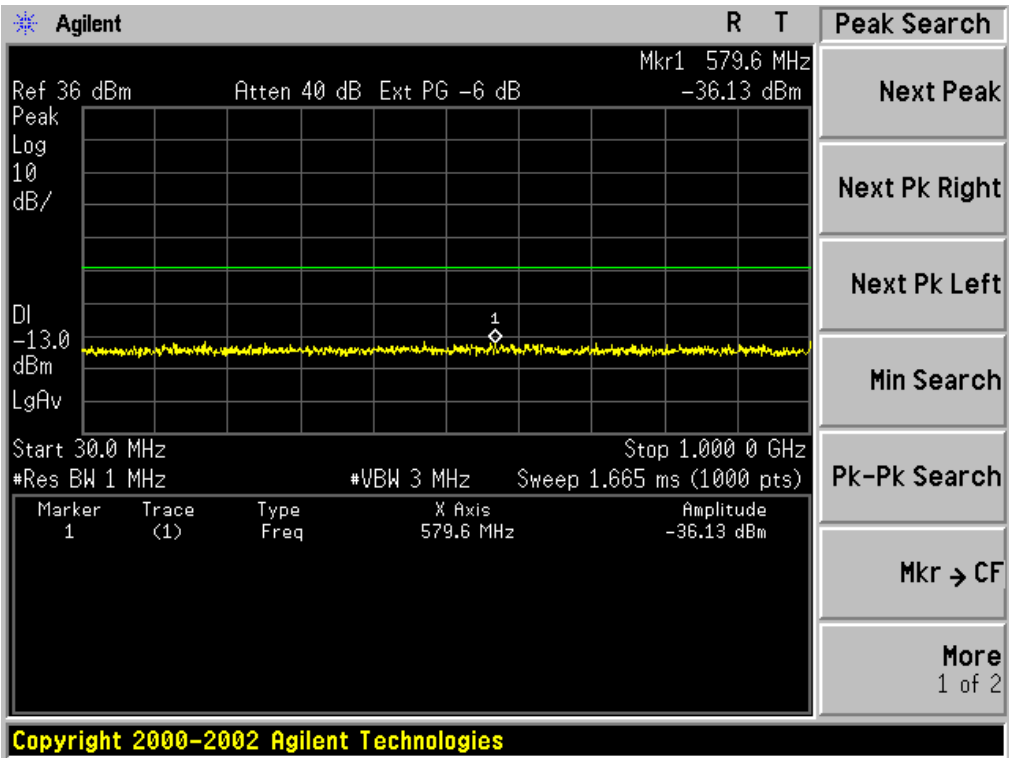 Agilent R T
Peak Search
Mkr1 579.6 MHz
Ref 36 dBm Atten 40 dB Ext PG -6 dB -36.13 dBm
Peak
Log
10
dB/
1
DI
-13.0
dBm
LgAv
Start 30.0 MHz Stop 1.000 0 GHz
#Res BW 1 MHz #VBW 3 MHz Sweep 1.665 ms (1000 pts)
Marker Trace Type X Axis Amplitude
1 (1) Freq 579.6 MHz -36.13 dBm
Next Peak
Next Pk Right
Next Pk Left
Min Search
Pk-Pk Search
Mkr → CF
More
1 of 2
Copyright 2000-2002 Agilent Technologies